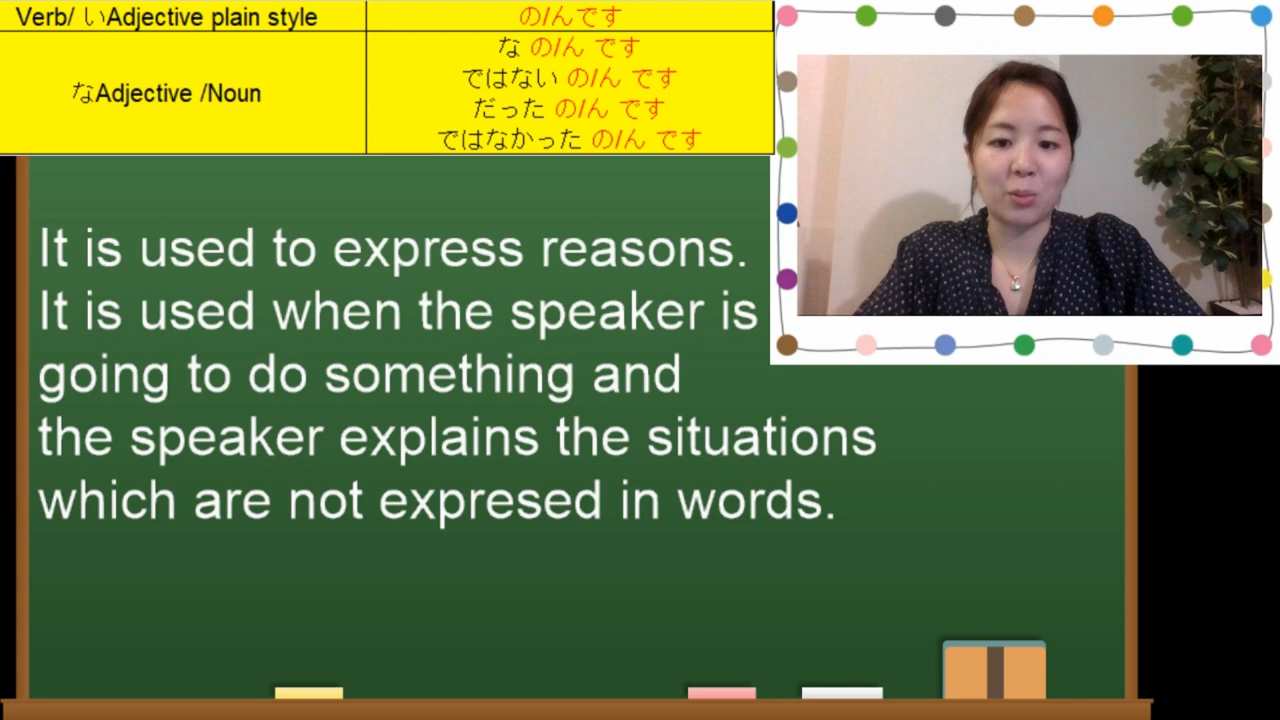 Verb/ いAdjective plain style の/んです
なAdjective /Noun
な の/ん です
ではない の/ん です
だった の/ん です
ではなかった のん です
It is used to express reasons.
It is used when the speaker is
going to do something and
the speaker explains the situations
which are not expresed in words.